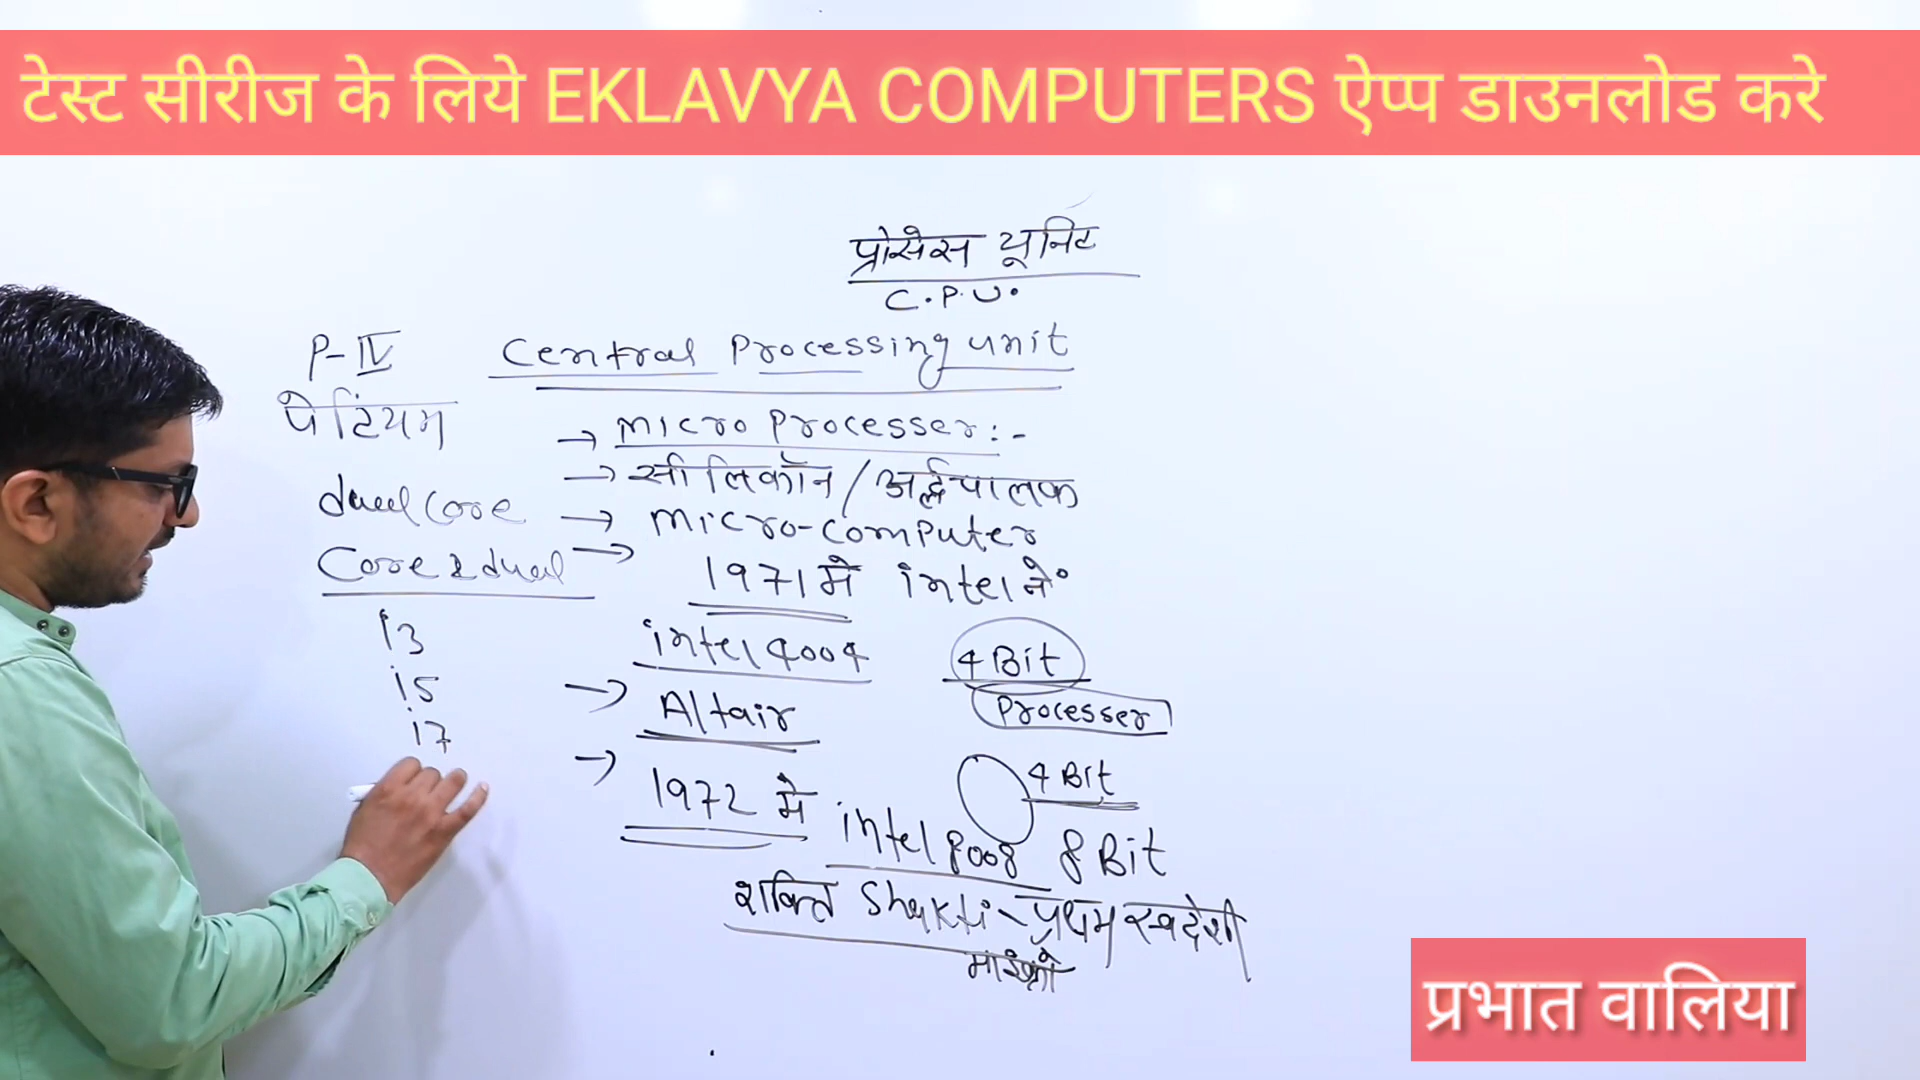 टेस्ट सीरीज के लिये EKLAVYA COMPUTERS ऐप्प डाउनलोड करे
प्रोसेस यूनिट
C.P.U.
Central Processing unit
→ micro Processer:-
→ सीलिकॉन / अर्द्धचालक
→ micro-computer
→ 1971 मे intel ने
intel 4004 4 Bit
Processer
→ Altair
4 Bit
→ 1972 मे intel 8008 8 Bit
शक्ति Shakti - प्रथम स्वदेशी
माइक्रो
P-IV
पेटियम
dual core
Core 2 dual
i3
i5
i7
प्रभात वालिया